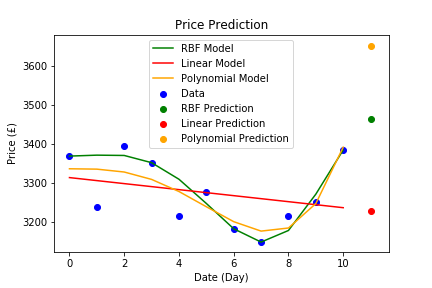 Price Prediction
RBF Model
Linear Model
Polynomial Model
Data
RBF Prediction
Linear Prediction
Polynomial Prediction
Price (£)
3600
3500
3400
3300
3200
0 2 4 6 8 10
Date (Day)